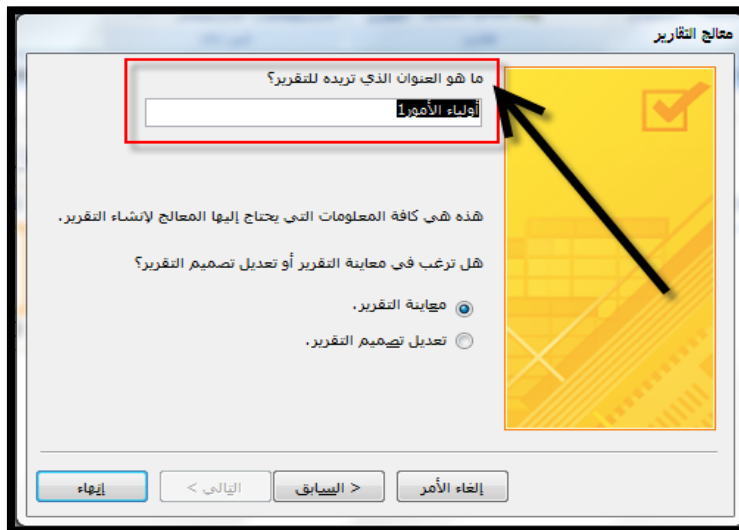 معالج التقارير
ما هو العنوان الذي تريده للتقرير؟
أولياء الأمور1
هذه هي كافة المعلومات التي يحتاج إليها المعالج لإنشاء التقرير.
هل ترغب في معاينة التقرير أو تعديل تصميم التقرير؟
معاينة التقرير.
تعديل تصميم التقرير.
إلغاء الأمر
< السابق
التالي >
إنهاء